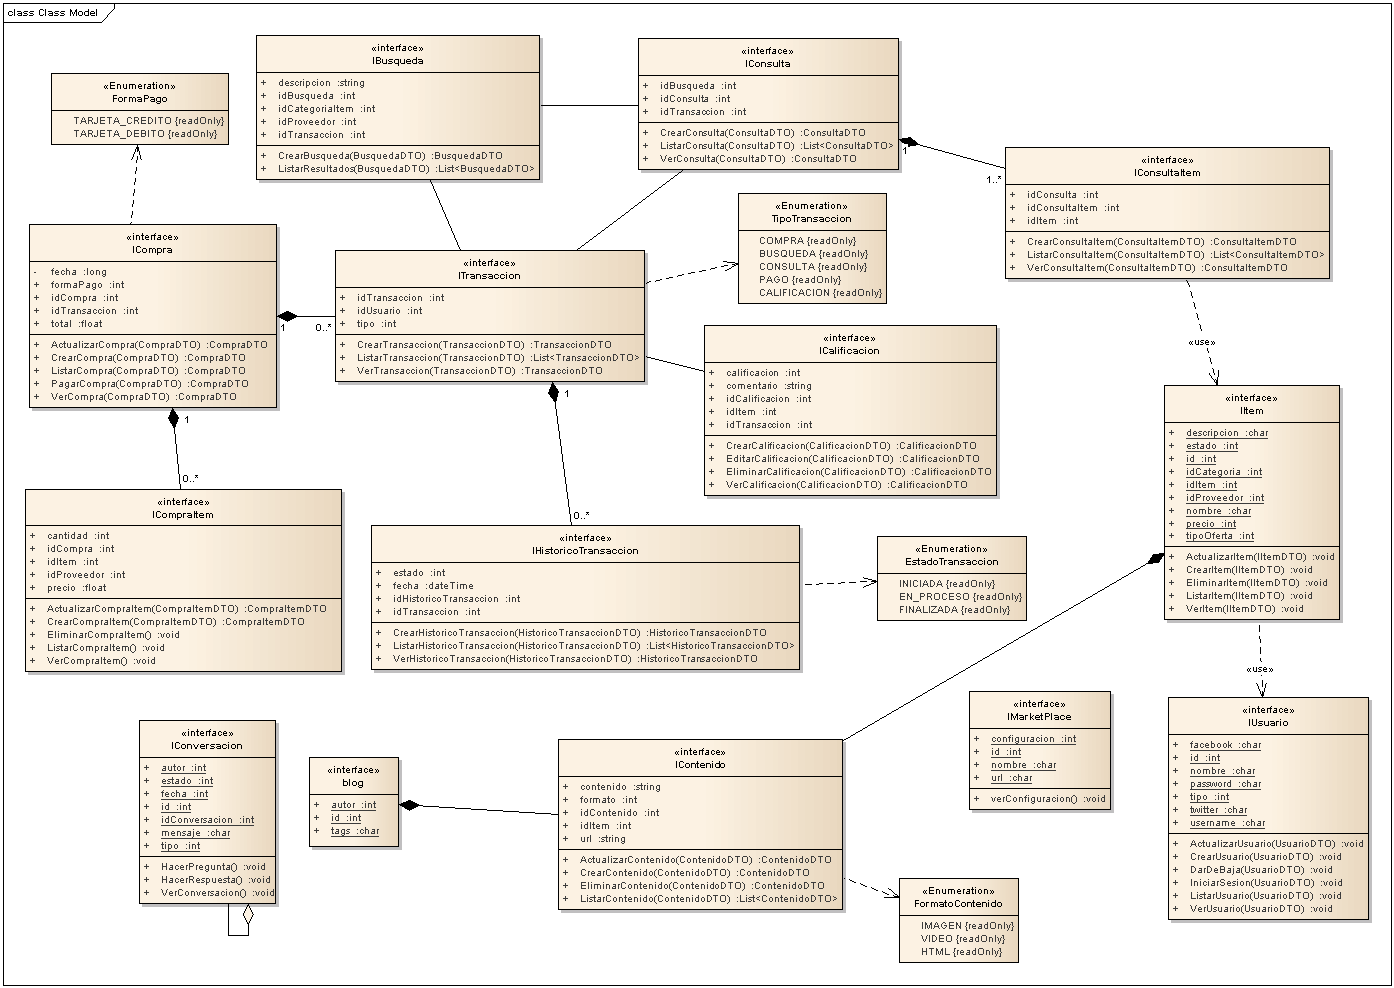 class Class Model
«Enumeration»
FormaPago
TARJETA_CREDITO {readOnly}
TARJETA_DEBITO {readOnly}
«interface»
IBusqueda
+ descripcion :string
+ idBusqueda :int
+ idCategoriaItem :int
+ idProveedor :int
+ idTransaccion :int
+ CrearBusqueda(BusquedaDTO) :BusquedaDTO
+ ListarResultados(BusquedaDTO) :List<BusquedaDTO>
«interface»
IConsulta
+ idBusqueda :int
+ idConsulta :int
+ idTransaccion :int
+ CrearConsulta(ConsultaDTO) :ConsultaDTO
+ ListarConsulta(ConsultaDTO) :List<ConsultaDTO>
+ VerConsulta(ConsultaDTO) :ConsultaDTO
1
1..*
«interface»
IConsultaItem
+ idConsulta :int
+ idConsultaItem :int
+ idItem :int
+ CrearConsultaItem(ConsultaItemDTO) :ConsultaItemDTO
+ ListarConsultaItem(ConsultaItemDTO) :List<ConsultaItemDTO>
+ VerConsultaItem(ConsultaItemDTO) :ConsultaItemDTO
«Enumeration»
TipoTransaccion
COMPRA {readOnly}
BUSQUEDA {readOnly}
CONSULTA {readOnly}
PAGO {readOnly}
CALIFICACION {readOnly}
«interface»
ICompra
- fecha :long
+ formaPago :int
+ idCompra :int
+ idTransaccion :int
+ total :float
+ ActualizarCompra(CompraDTO) :CompraDTO
+ CrearCompra(CompraDTO) :CompraDTO
+ ListarCompra(CompraDTO) :CompraDTO
+ PagarCompra(CompraDTO) :CompraDTO
+ VerCompra(CompraDTO) :CompraDTO
1
0..*
«interface»
ITransaccion
+ idTransaccion :int
+ idUsuario :int
+ tipo :int
+ CrearTransaccion(TransaccionDTO) :TransaccionDTO
+ ListarTransaccion(TransaccionDTO) :List<TransaccionDTO>
+ VerTransaccion(TransaccionDTO) :TransaccionDTO
«interface»
ICalificacion
+ calificacion :int
+ comentario :string
+ idCalificacion :int
+ idItem :int
+ idTransaccion :int
+ CrearCalificacion(CalificacionDTO) :CalificacionDTO
+ EditarCalificacion(CalificacionDTO) :CalificacionDTO
+ EliminarCalificacion(CalificacionDTO) :CalificacionDTO
+ VerCalificacion(CalificacionDTO) :CalificacionDTO
«use»
«interface»
IItem
+ descripcion :char
+ estado :int
+ id :int
+ idCategoria :int
+ idItem :int
+ idProveedor :int
+ nombre :char
+ precio :int
+ tipoOferta :int
+ ActualizarItem(IItemDTO) :void
+ CrearItem(IItemDTO) :void
+ EliminarItem(IItemDTO) :void
+ ListarItem(IItemDTO) :void
+ VerItem(IItemDTO) :void
1
0..*
1
0..*
«interface»
ICompraItem
+ cantidad :int
+ idCompra :int
+ idItem :int
+ idProveedor :int
+ precio :float
+ ActualizarCompraItem(CompraItemDTO) :CompraItemDTO
+ CrearCompraItem(CompraItemDTO) :CompraItemDTO
+ EliminarCompraItem() :void
+ ListarCompraItem() :void
+ VerCompraItem() :void
«interface»
IHistoricoTransaccion
+ estado :int
+ fecha :dateTime
+ idHistoricoTransaccion :int
+ idTransaccion :int
+ CrearHistoricoTransaccion(HistoricoTransaccionDTO) :HistoricoTransaccionDTO
+ ListarHistoricoTransaccion(HistoricoTransaccionDTO) :List<HistoricoTransaccionDTO>
+ VerHistoricoTransaccion(HistoricoTransaccionDTO) :HistoricoTransaccionDTO
«Enumeration»
EstadoTransaccion
INICIADA {readOnly}
EN_PROCESO {readOnly}
FINALIZADA {readOnly}
«use»
«interface»
IConversacion
+ autor :int
+ estado :int
+ fecha :int
+ id :int
+ idConversacion :int
+ mensaje :char
+ tipo :int
+ HacerPregunta() :void
+ HacerRespuesta() :void
+ VerConversacion() :void
«interface»
blog
+ autor :int
+ id :int
+ tags :char
«interface»
IContenido
+ contenido :string
+ formato :int
+ idContenido :int
+ idItem :int
+ url :string
+ ActualizarContenido(ContenidoDTO) :ContenidoDTO
+ CrearContenido(ContenidoDTO) :ContenidoDTO
+ EliminarContenido(ContenidoDTO) :ContenidoDTO
+ ListarContenido(ContenidoDTO) :List<ContenidoDTO>
«interface»
IMarketPlace
+ configuracion :int
+ id :int
+ nombre :char
+ url :char
+ verConfiguracion() :void
«interface»
IUsuario
+ facebook :char
+ id :int
+ nombre :char
+ password :char
+ tipo :int
+ twitter :char
+ username :char
+ ActualizarUsuario(UsuarioDTO) :void
+ CrearUsuario(UsuarioDTO) :void
+ DarDeBaja(UsuarioDTO) :void
+ IniciarSesion(UsuarioDTO) :void
+ ListarUsuario(UsuarioDTO) :void
+ VerUsuario(UsuarioDTO) :void
«Enumeration»
FormatoContenido
IMAGEN {readOnly}
VIDEO {readOnly}
HTML {readOnly}